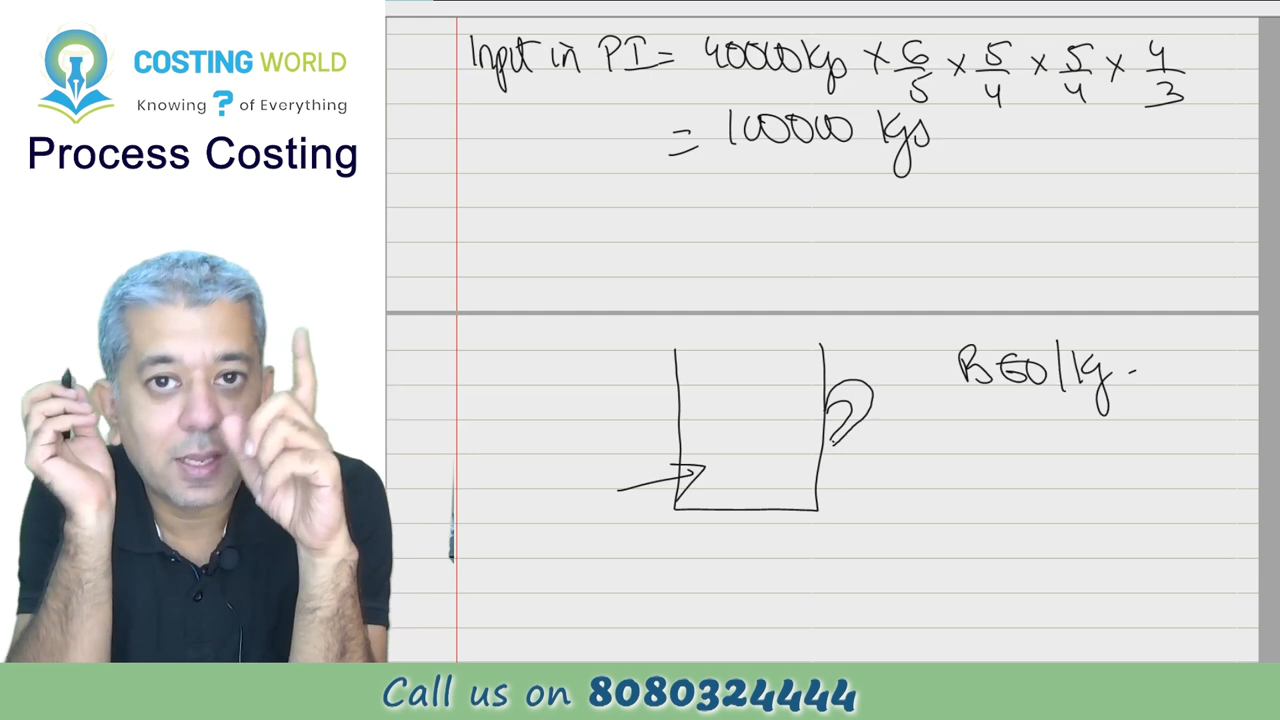 COSTING WORLD
Knowing ? of Everything
Process Costing
Input in PI = 40000 kgs × 6/5 × 5/4 × 5/4 × 4/3
= 100000 kgs
60/kg.
Call us on 8080324444